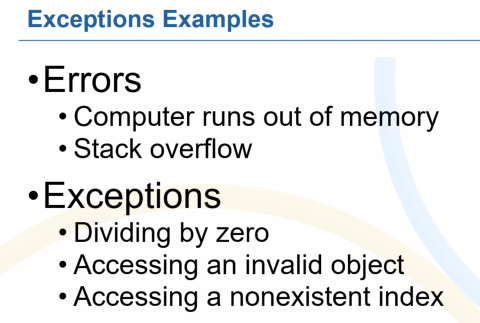 Exceptions Examples
•Errors
• Computer runs out of memory
• Stack overflow
•Exceptions
• Dividing by zero
• Accessing an invalid object
• Accessing a nonexistent index